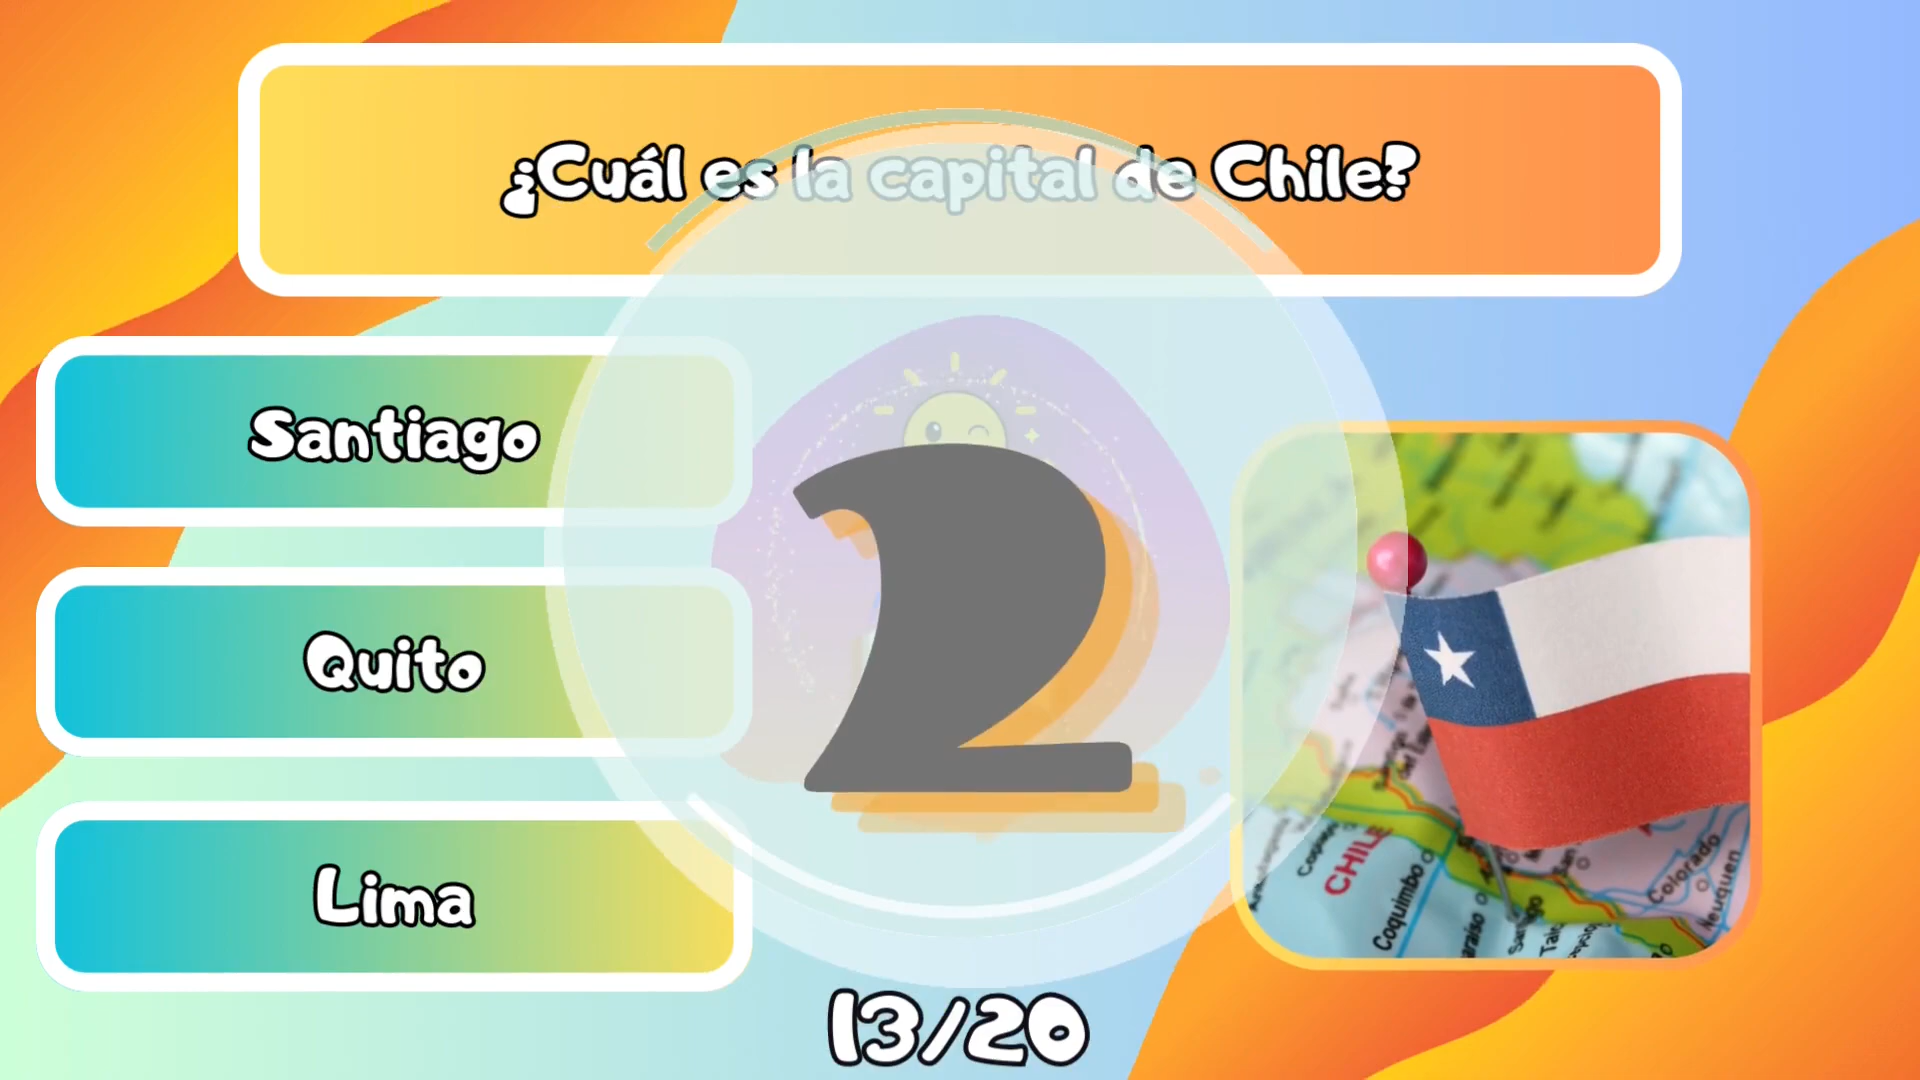 ¿Cuál es la capital de Chile?
Santiago
Quito
Lima
2
CHILE
Coquimbo
Colorado
Neuquen
13/20